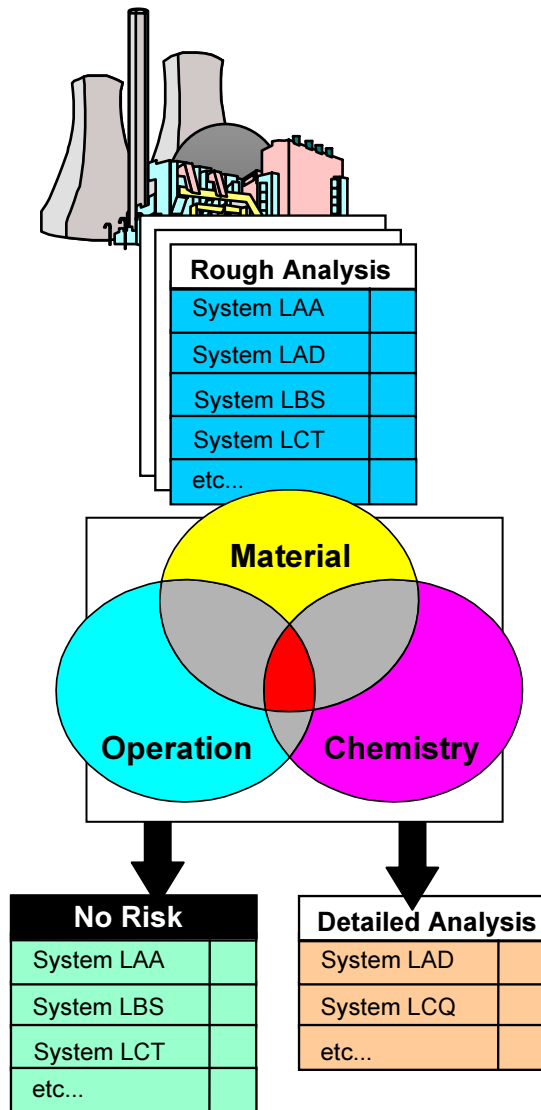 Rough Analysis
System LAA
System LAD
System LBS
System LCT
etc...
Material
Operation
Chemistry
No Risk
System LAA
System LBS
System LCT
etc...
Detailed Analysis
System LAD
System LCQ
etc...